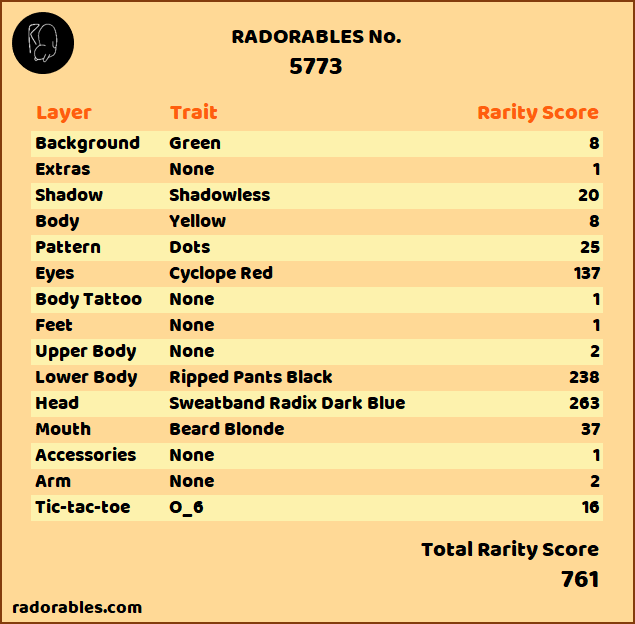 RADORABLES No.
5773
Layer Trait Rarity Score
Background Green 8
Extras None 1
Shadow Shadowless 20
Body Yellow 8
Pattern Dots 25
Eyes Cyclope Red 137
Body Tattoo None 1
Feet None 1
Upper Body None 2
Lower Body Ripped Pants Black 238
Head Sweatband Radix Dark Blue 263
Mouth Beard Blonde 37
Accessories None 1
Arm None 2
Tic-tac-toe O_6 16
Total Rarity Score
761
radorables.com